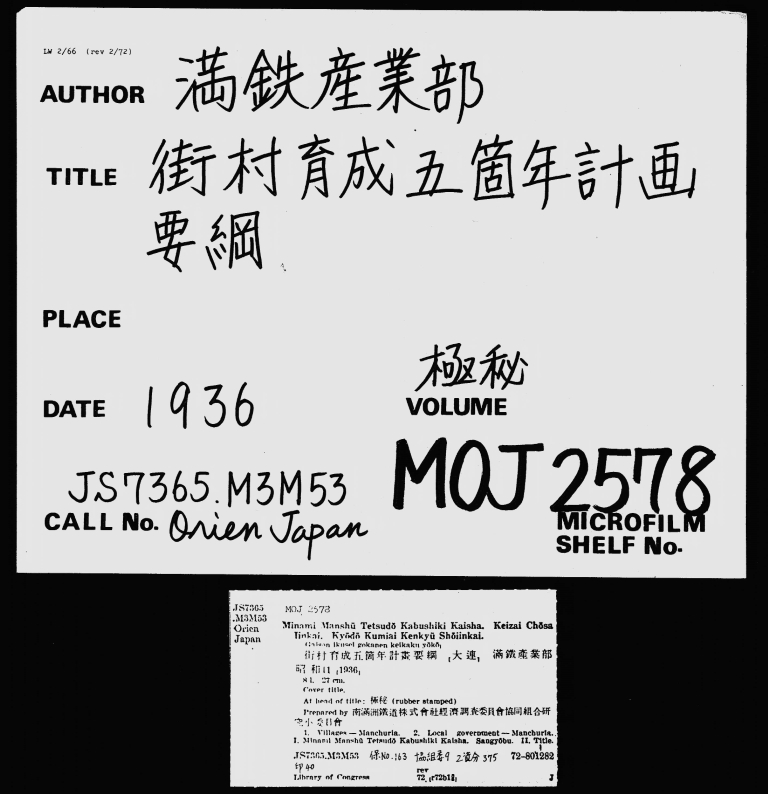 LW 2/66 (rev 2/72)
AUTHOR 満鉄産業部
TITLE 街村育成五箇年計画
要綱
PLACE
極秘
DATE 1936 VOLUME
JS7365.M3M53 MOJ 2578
CALL No. Orien Japan MICROFILM
SHELF No.
JS7365 MOJ 2578
.M3M53 Minami Manshū Tetsudō Kabushiki Kaisha. Keizai Chōsa
Orien Iinkai. Kyōdō Kumiai Kenkyū Shōiinkai.
Japan Gaison ikusei gokanen keikaku yōkō.
街村育成五箇年計畫要綱 [大連] 滿鐵產業部
昭和11 [1936]
8 l. 27 cm.
Cover title.
At head of title: 極秘 (rubber stamped)
Prepared by 南滿洲鐵道株式會社經濟調査委員會協同組合研
究小委員會
1. Villages — Manchuria. 2. Local government — Manchuria.
I. Minami Manshū Tetsudō Kabushiki Kaisha. Sangyōbu. II. Title.
JS7365.M3M53 72-801282
rev
Library of Congress 72 [r72b1] J